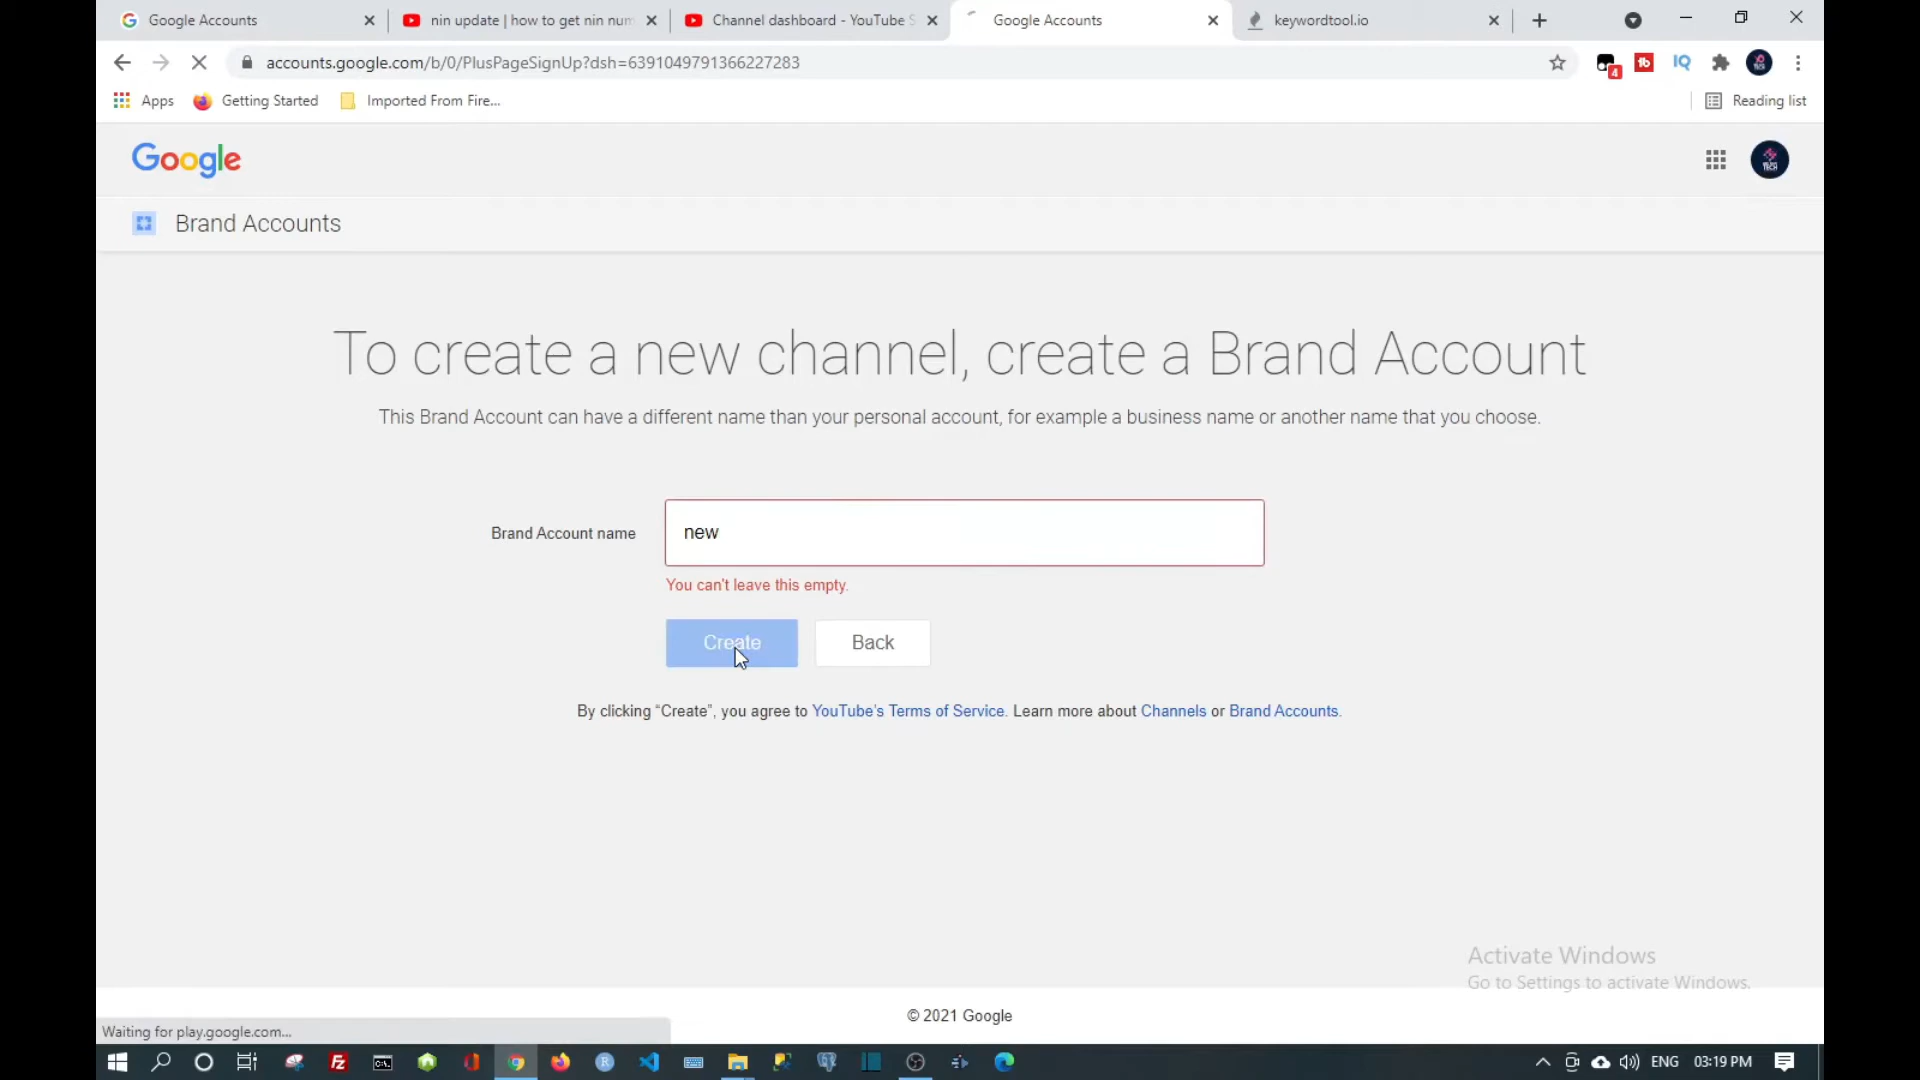 Google Accounts
nin update | how to get nin num
Channel dashboard - YouTube S
Google Accounts
keywordtool.io
accounts.google.com/b/0/PlusPageSignUp?dsh=6391049791366227283
4
tb
IQ
Apps
Getting Started
Imported From Fire...
Reading list
Google
TECH
Brand Accounts
To create a new channel, create a Brand Account
This Brand Account can have a different name than your personal account, for example a business name or another name that you choose.
Brand Account name
new
You can't leave this empty.
Create
Back
By clicking “Create”, you agree to YouTube's Terms of Service. Learn more about Channels or Brand Accounts.
Activate Windows
Go to Settings to activate Windows.
© 2021 Google
Waiting for play.google.com...
ENG
03:19 PM